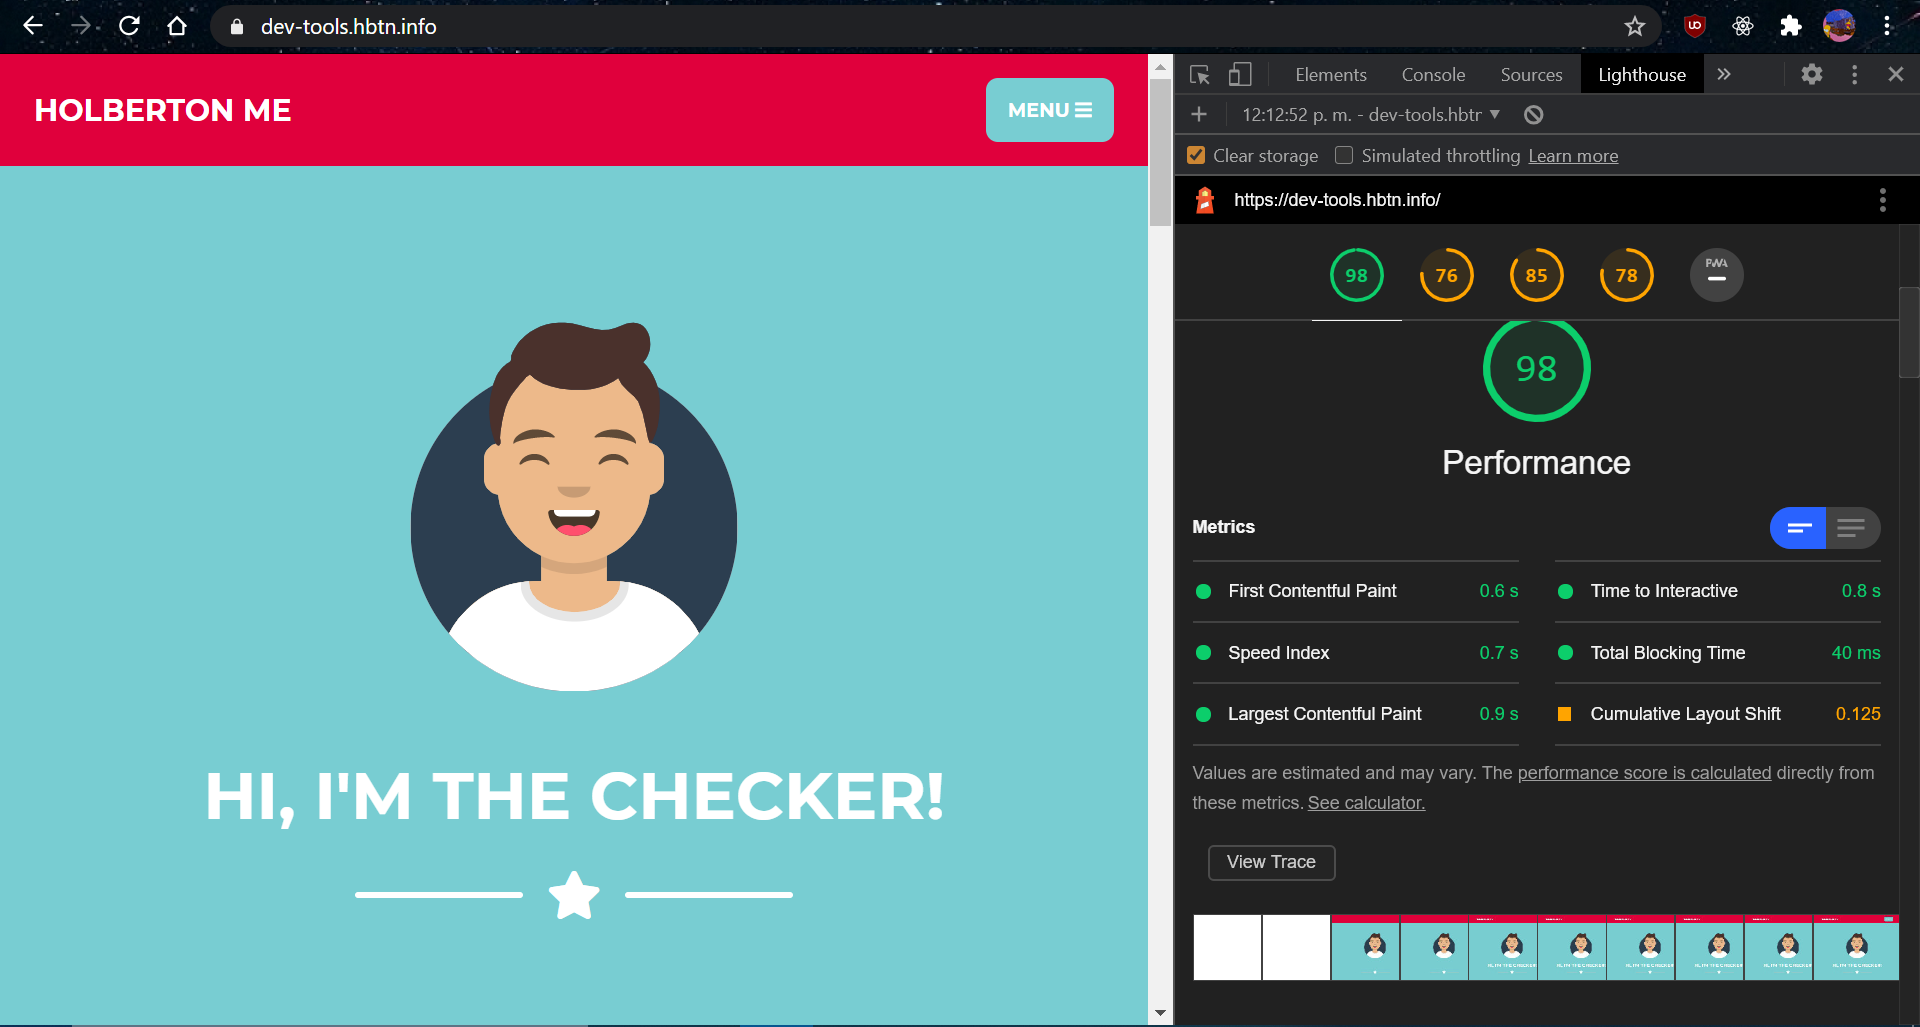 dev-tools.hbtn.info
HOLBERTON ME
MENU
HI, I'M THE CHECKER!
Elements Console Sources Lighthouse
12:12:52 p. m. - dev-tools.hbtr
Clear storage Simulated throttling Learn more
https://dev-tools.hbtn.info/
98 76 85 78 PWA
98
Performance
Metrics
First Contentful Paint 0.6 s Time to Interactive 0.8 s
Speed Index 0.7 s Total Blocking Time 40 ms
Largest Contentful Paint 0.9 s Cumulative Layout Shift 0.125
Values are estimated and may vary. The performance score is calculated directly from
these metrics. See calculator.
View Trace